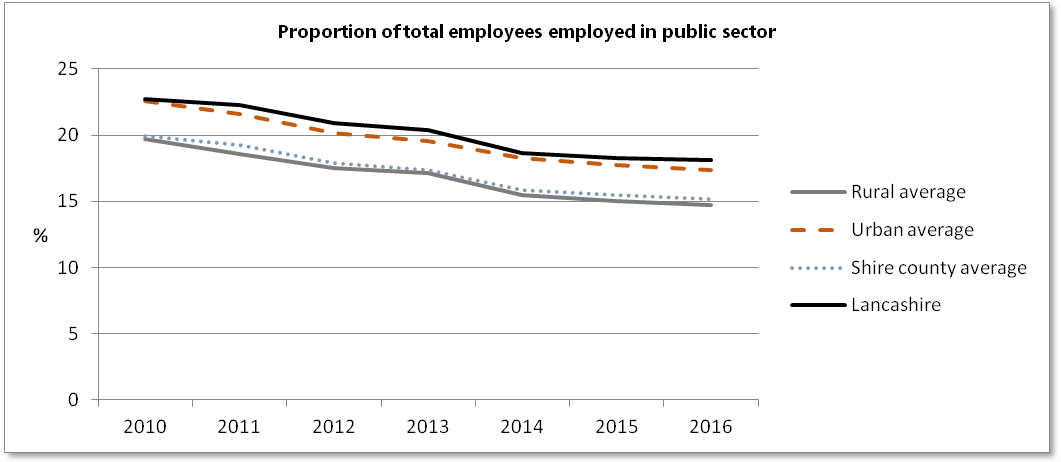 Proportion of total employees employed in public sector
25
20
15
10
5
0
%
2010 2011 2012 2013 2014 2015 2016
Rural average
Urban average
Shire county average
Lancashire